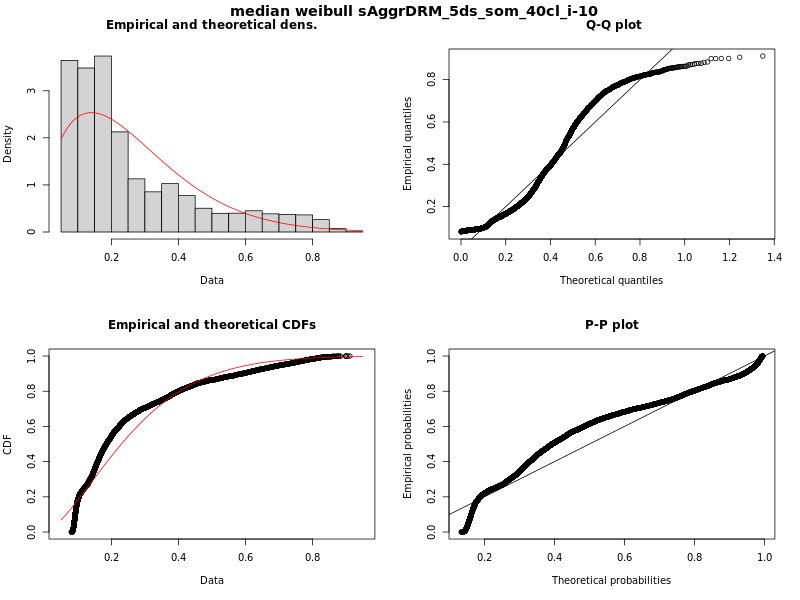 median weibull sAggrDRM_5ds_som_40cl_i-10
Empirical and theoretical dens.
Density
0 1 2 3
0.2 0.4 0.6 0.8
Data
Q-Q plot
Empirical quantiles
0.2 0.4 0.6 0.8
0.0 0.2 0.4 0.6 0.8 1.0 1.2 1.4
Theoretical quantiles
Empirical and theoretical CDFs
CDF
0.0 0.2 0.4 0.6 0.8 1.0
0.2 0.4 0.6 0.8
Data
P-P plot
Empirical probabilities
0.0 0.2 0.4 0.6 0.8 1.0
0.2 0.4 0.6 0.8 1.0
Theoretical probabilities